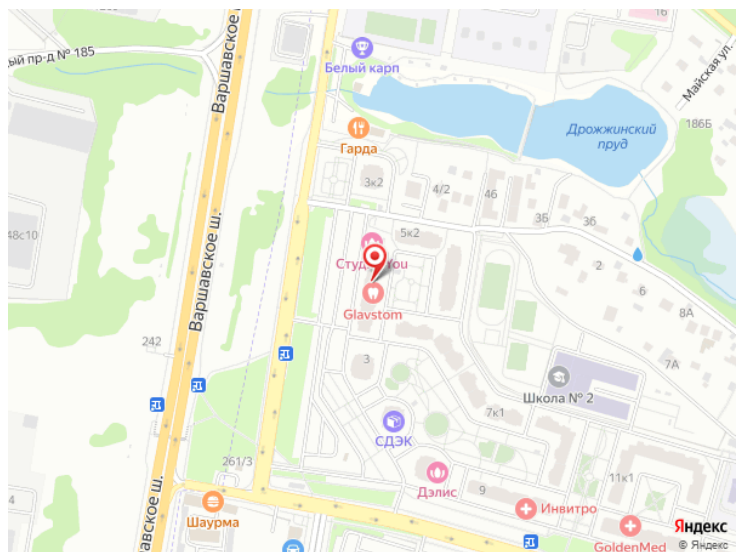 16
Белый карп
ый пр-д № 185
Варшавское ш.
Майская ул.
186Б
Дрожжинский
пруд
Гарда
3к2
4/2
4б
3Б
3б
5к2
48с10
Варшавское ш.
Студия You
2
6
Glavstom
8А
242
3
7А
Школа № 2
7к1
СДЭК
261/3
11к1
Дэлис
9
4
Шаурма
Инвитро
Варшавское ш.
GoldenMed
Яндекс
© Яндекс